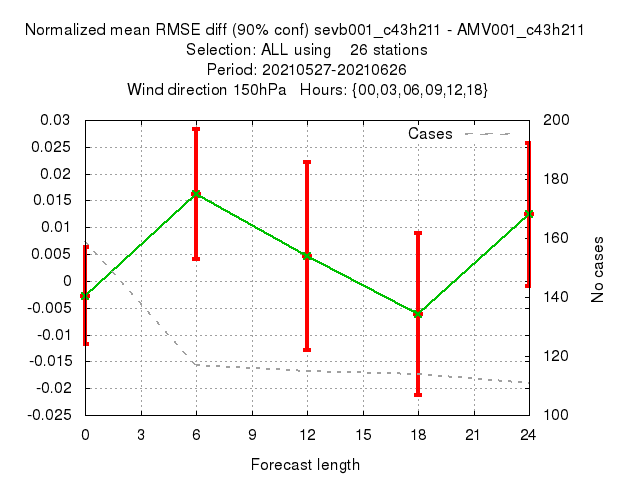 Normalized mean RMSE diff (90% conf) sevb001_c43h211 - AMV001_c43h211
Selection: ALL using 26 stations
Period: 20210527-20210626
Wind direction 150hPa Hours: {00,03,06,09,12,18}
Cases
0.03
0.025
0.02
0.015
0.01
0.005
0
-0.005
-0.01
-0.015
-0.02
-0.025
200
180
160
140
120
100
No cases
0 3 6 9 12 15 18 21 24
Forecast length